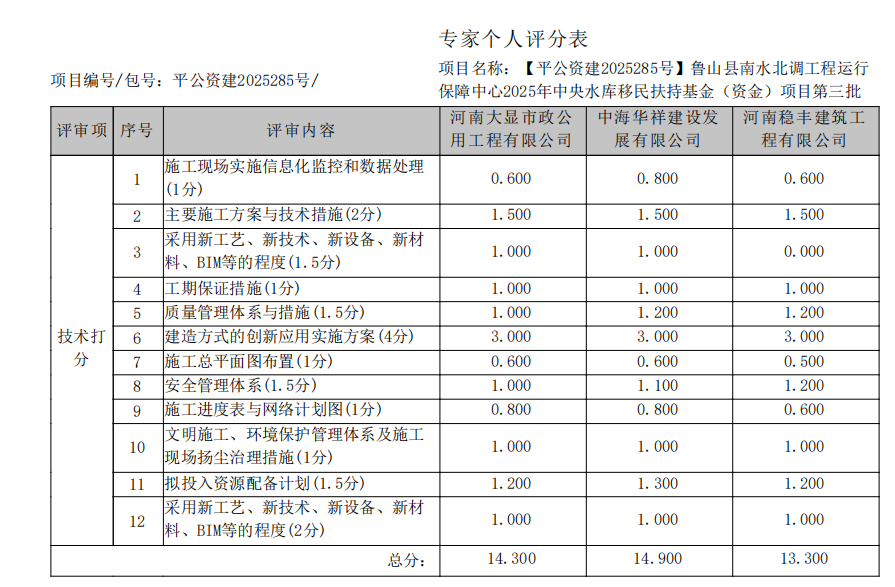 专家个人评分表
项目编号/包号：平公资建2025285号/
项目名称：【平公资建2025285号】鲁山县南水北调工程运行
保障中心2025年中央水库移民扶持基金（资金）项目第三批
评审项 序号 评审内容 河南大显市政公 中海华祥建设发 河南稳丰建筑工
用工程有限公司 展有限公司 程有限公司
技术打
分
1 施工现场实施信息化监控和数据处理 0.600 0.800 0.600
(1分)
2 主要施工方案与技术措施(2分) 1.500 1.500 1.500
3 采用新工艺、新技术、新设备、新材 1.000 1.000 0.000
料、BIM等的程度(1.5分)
4 工期保证措施(1分) 1.000 1.000 1.000
5 质量管理体系与措施(1.5分) 1.000 1.200 1.200
6 建造方式的创新应用实施方案(4分) 3.000 3.000 3.000
7 施工总平面图布置(1分) 0.600 0.600 0.500
8 安全管理体系(1.5分) 1.000 1.100 1.200
9 施工进度表与网络计划图(1分) 0.800 0.800 0.600
10 文明施工、环境保护管理体系及施工 1.000 1.000 1.000
现场扬尘治理措施(1分)
11 拟投入资源配备计划(1.5分) 1.200 1.300 1.200
12 采用新工艺、新技术、新设备、新材 1.000 1.000 1.000
料、BIM等的程度(2分)
总分： 14.300 14.900 13.300